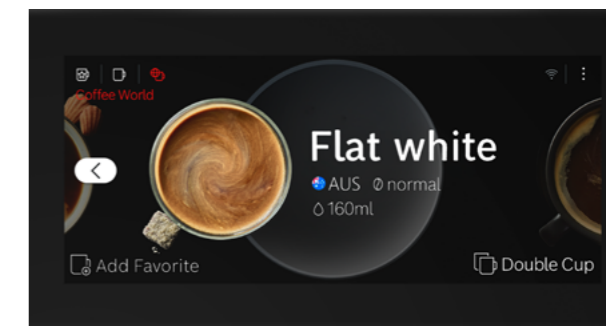 Coffee World
Flat white
AUS normal
160ml
Add Favorite
Double Cup